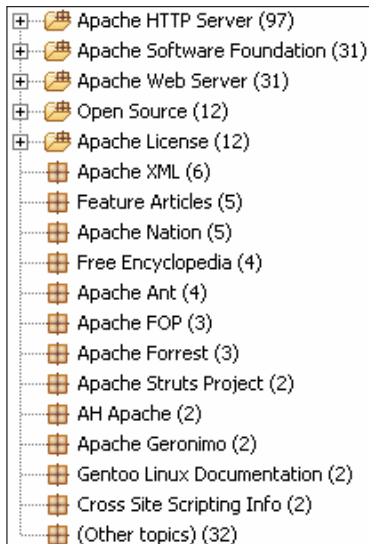 Apache HTTP Server (97)
Apache Software Foundation (31)
Apache Web Server (31)
Open Source (12)
Apache License (12)
Apache XML (6)
Feature Articles (5)
Apache Nation (5)
Free Encyclopedia (4)
Apache Ant (4)
Apache FOP (3)
Apache Forrest (3)
Apache Struts Project (2)
AH Apache (2)
Apache Geronimo (2)
Gentoo Linux Documentation (2)
Cross Site Scripting Info (2)
(Other topics) (32)